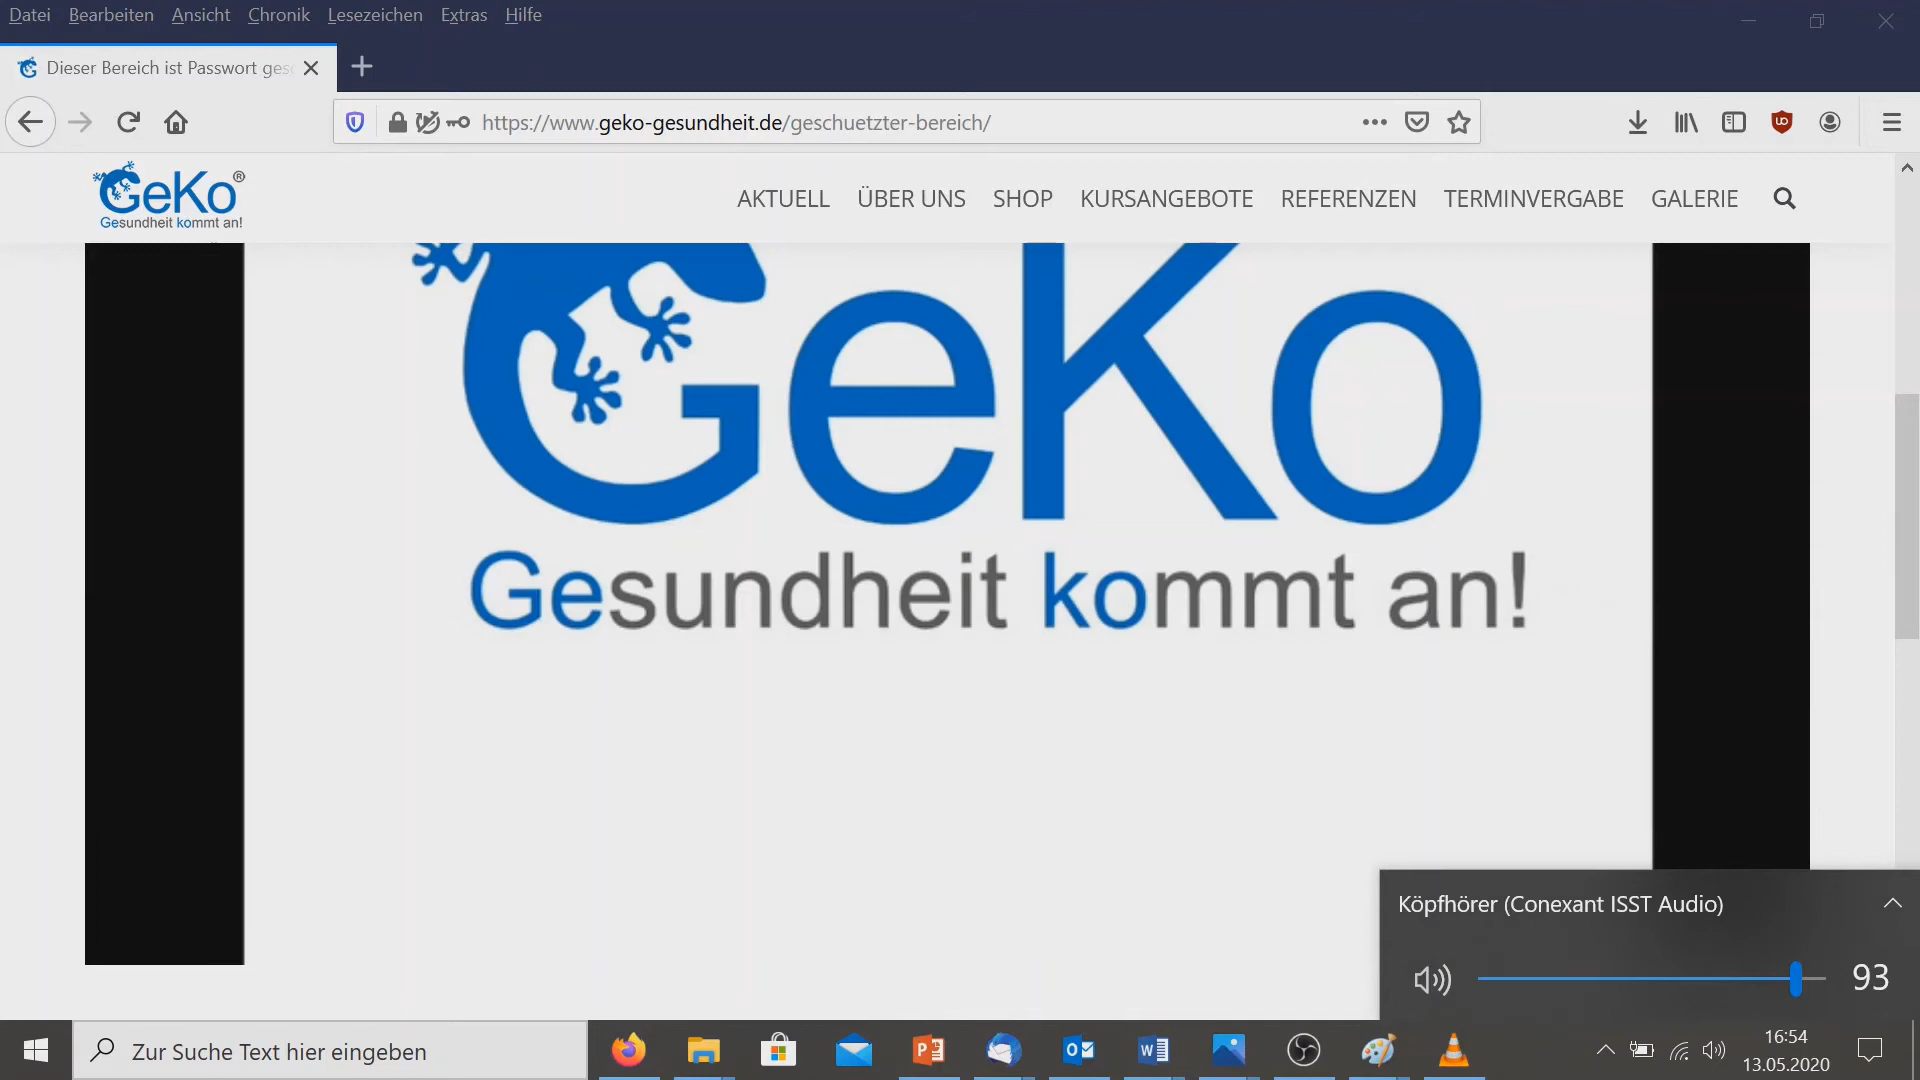 Datei Bearbeiten Ansicht Chronik Lesezeichen Extras Hilfe
Dieser Bereich ist Passwort ges
https://www.geko-gesundheit.de/geschuetzter-bereich/
GeKo®
Gesundheit kommt an!
AKTUELL ÜBER UNS SHOP KURSANGEBOTE REFERENZEN TERMINVERGABE GALERIE
GeKo
Gesundheit kommt an!
Köpfhörer (Conexant ISST Audio)
93
Zur Suche Text hier eingeben
16:54
13.05.2020